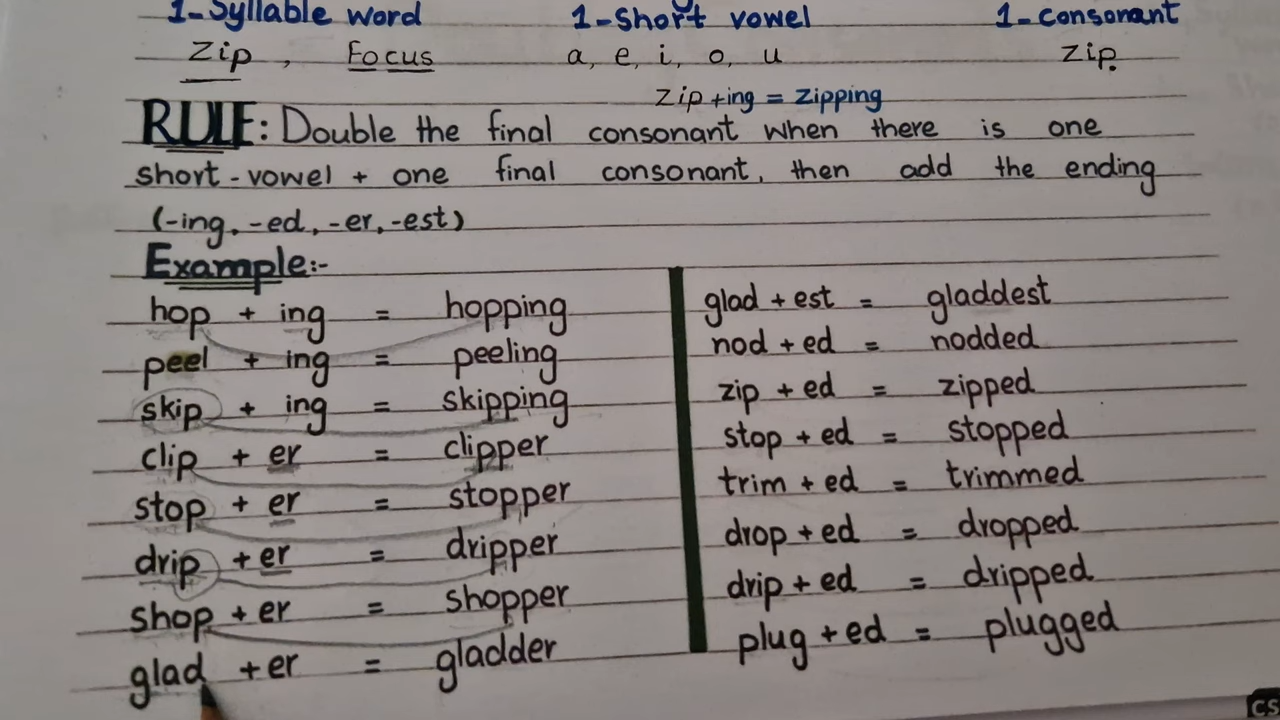 1-Syllable word 1-Short vowel 1-consonant
Zip, Focus a, e, i, o, u Zip
Zip+ing = Zipping
RULE: Double the final consonant when there is one
short-vowel + one final consonant, then add the ending
(-ing, -ed, -er, -est)
Example:-
hop + ing = hopping
peel + ing = peeling
skip + ing = skipping
clip + er = clipper
stop + er = stopper
drip + er = dripper
shop + er = shopper
glad + er = gladder
glad + est = gladdest
nod + ed = nodded
zip + ed = zipped
stop + ed = stopped
trim + ed = trimmed
drop + ed = dropped
drip + ed = dripped
plug + ed = plugged
CS